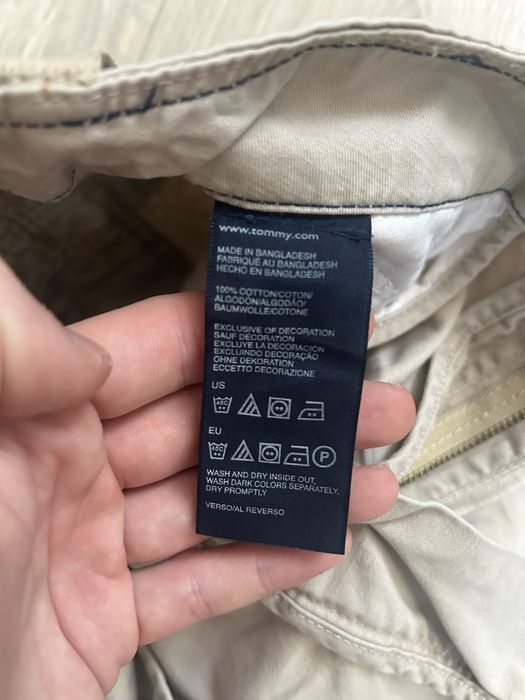 www.tommy.com
MADE IN BANGLADESH
FABRIQUÉ AU BANGLADESH
HECHO EN BANGLADESH
100% COTTON/COTON/
ALGODÓN/ALGODÃO/
BAUMWOLLE/COTONE
EXCLUSIVE OF DECORATION
SAUF DÉCORATION
EXCLUYE LA DECORACIÓN
EXCLUINDO DECORAÇÃO
OHNE DEKORATION
ECCETTO DECORAZIONE
US
40C
EU
40C P
WASH AND DRY INSIDE OUT,
WASH DARK COLORS SEPARATELY,
DRY PROMPTLY
VERSO/AL REVERSO